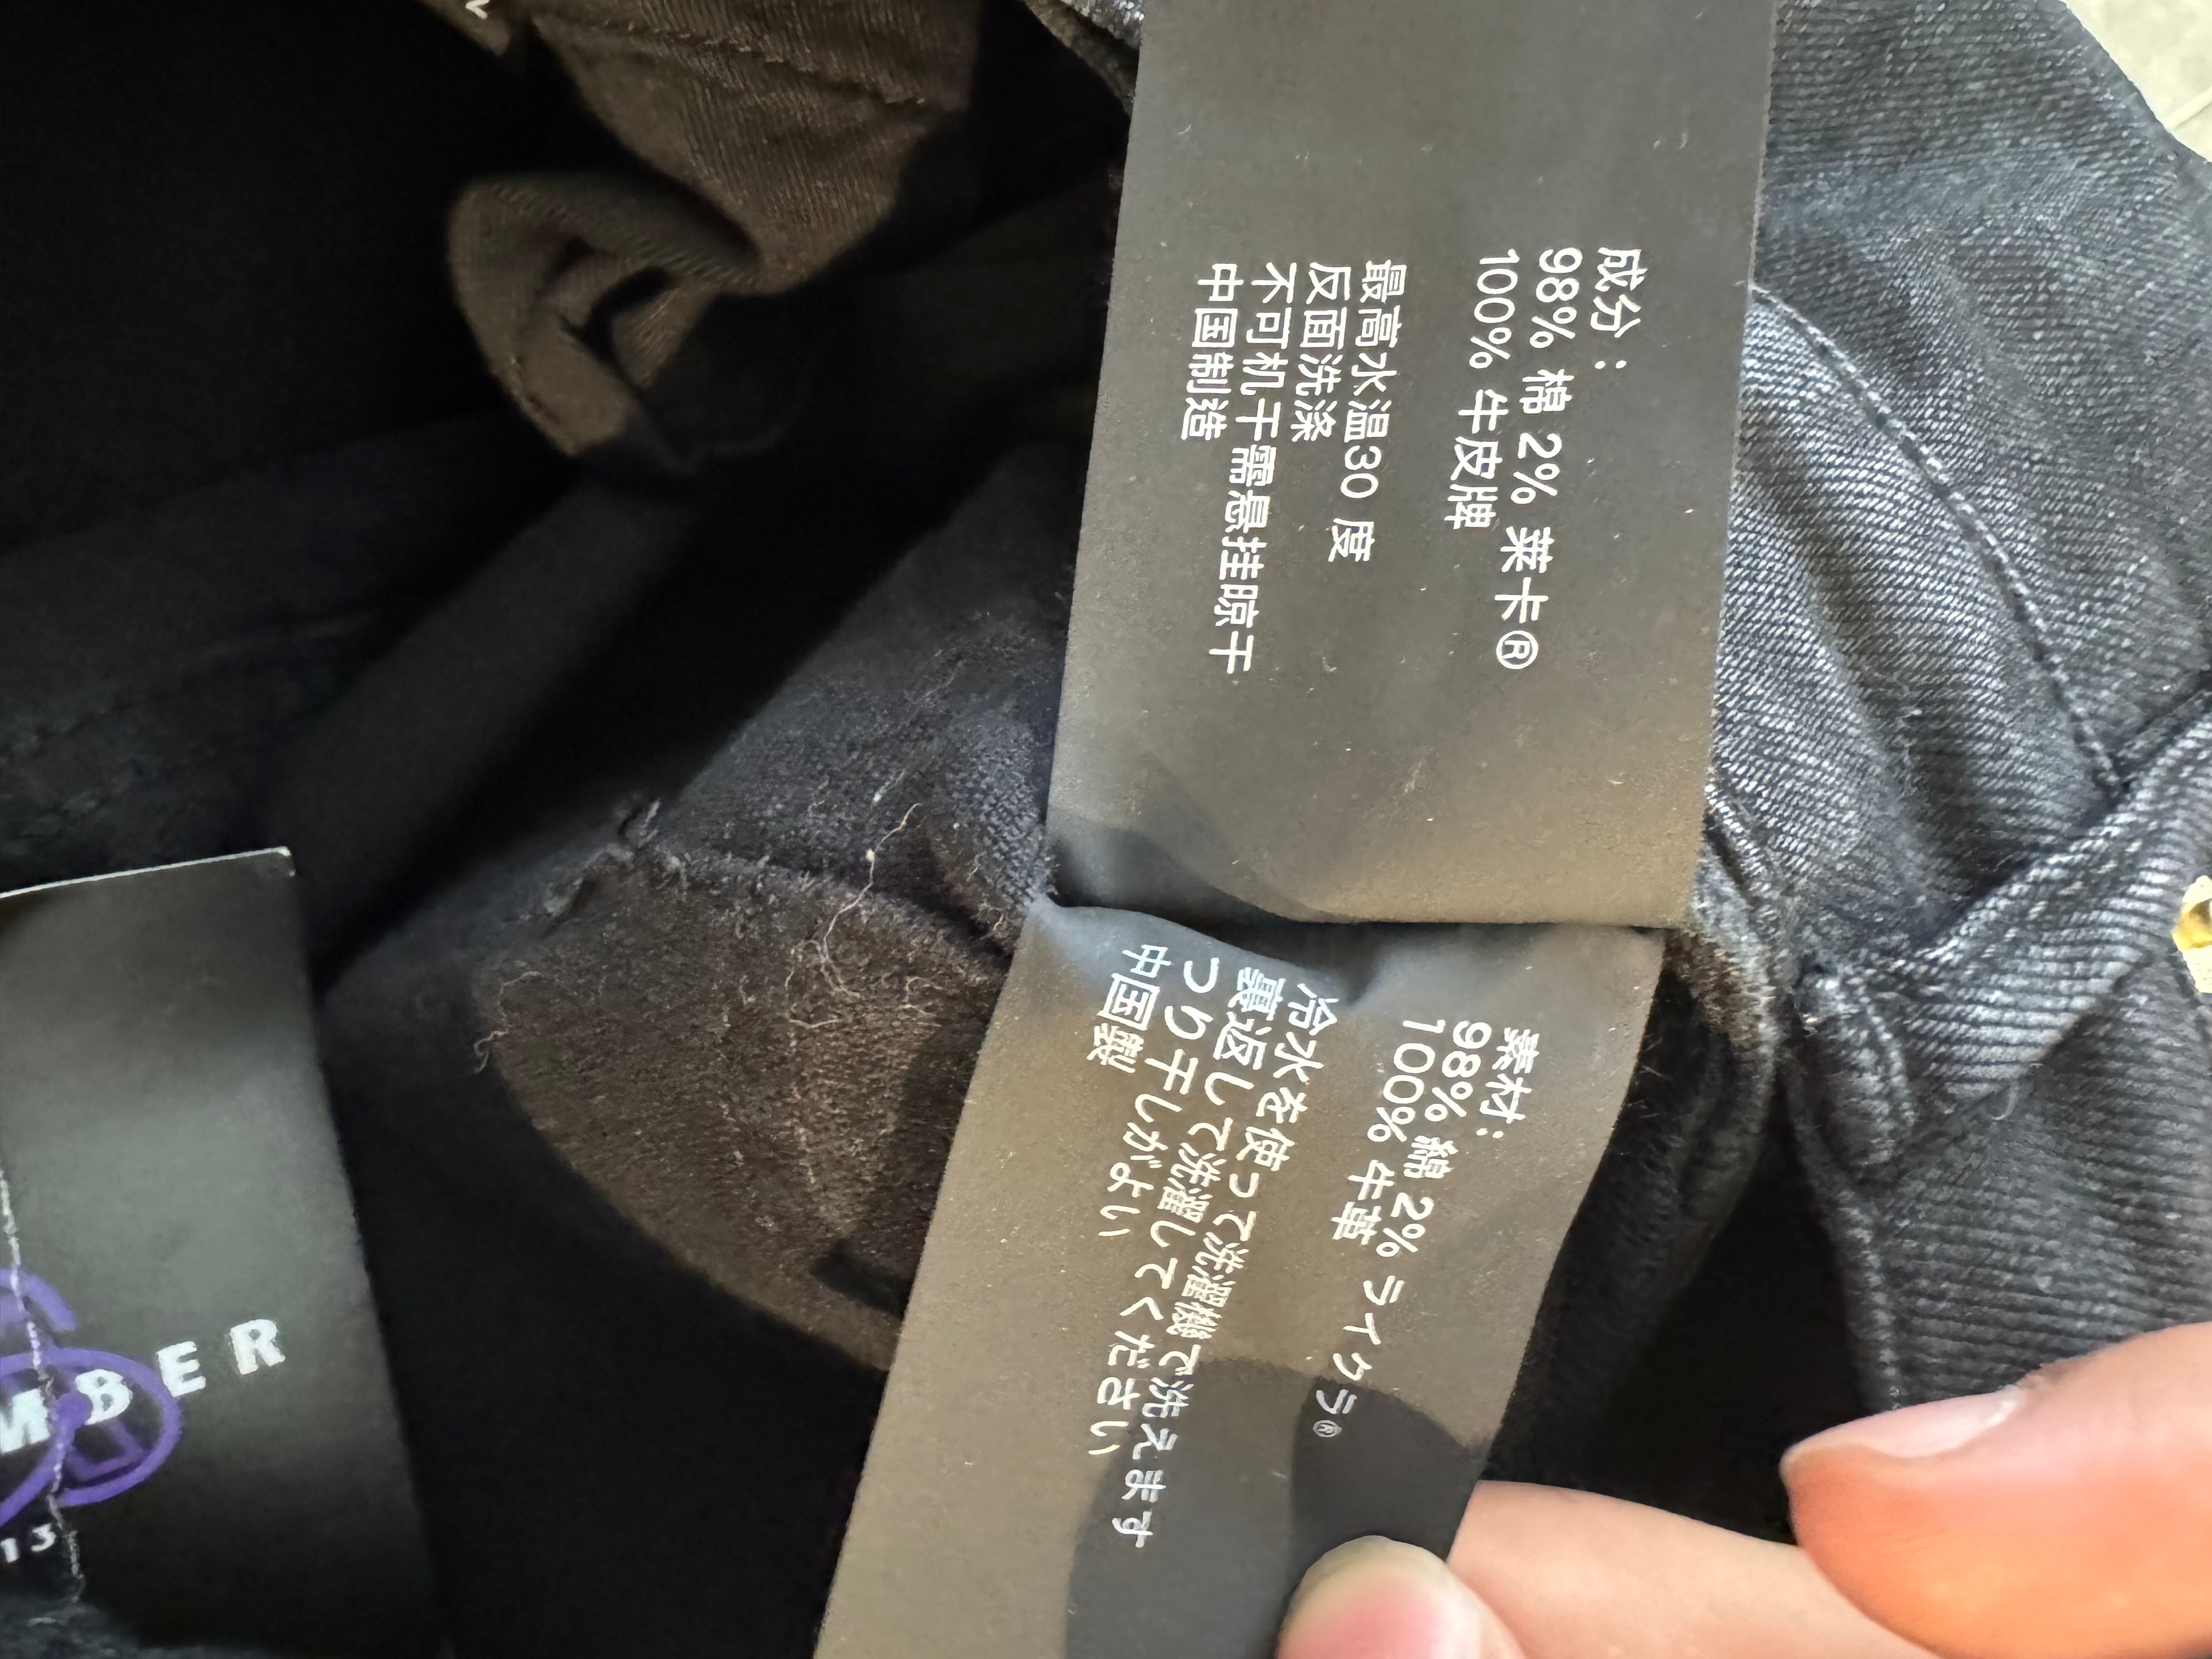 成分：
98% 棉 2% 莱卡®
100% 牛皮牌
最高水温30 度
反面洗涤
不可机干需悬挂晾干
中国制造
素材：
98% 綿 2% ライクラ®
100% 牛革
冷水を使って洗濯機で洗えます
裏返しして洗濯してください
つり干しがよい
中国製
MBER
13